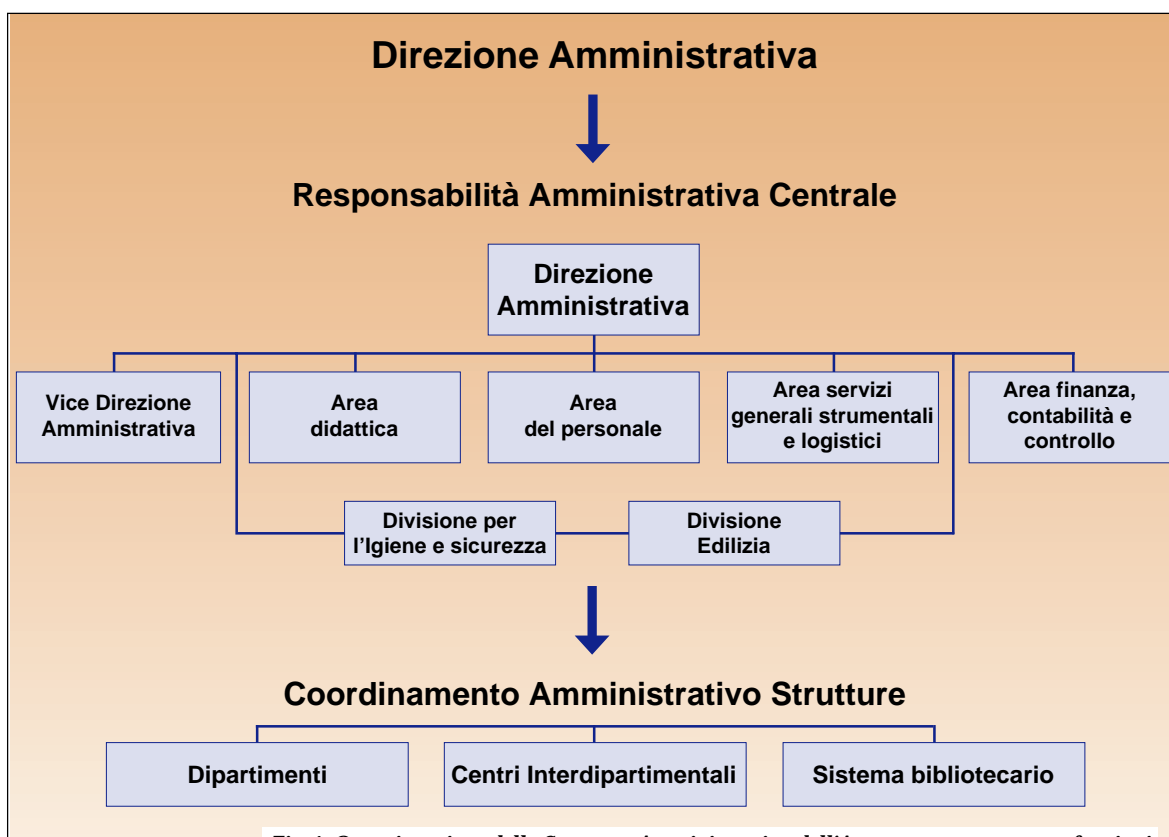 Direzione Amministrativa
Responsabilità Amministrativa Centrale
Direzione
Amministrativa
Vice Direzione
Amministrativa
Area
didattica
Area
del personale
Area servizi
generali strumentali
e logistici
Area finanza,
contabilità e
controllo
Divisione per
l'Igiene e sicurezza
Divisione
Edilizia
Coordinamento Amministrativo Strutture
Dipartimenti
Centri Interdipartimentali
Sistema bibliotecario